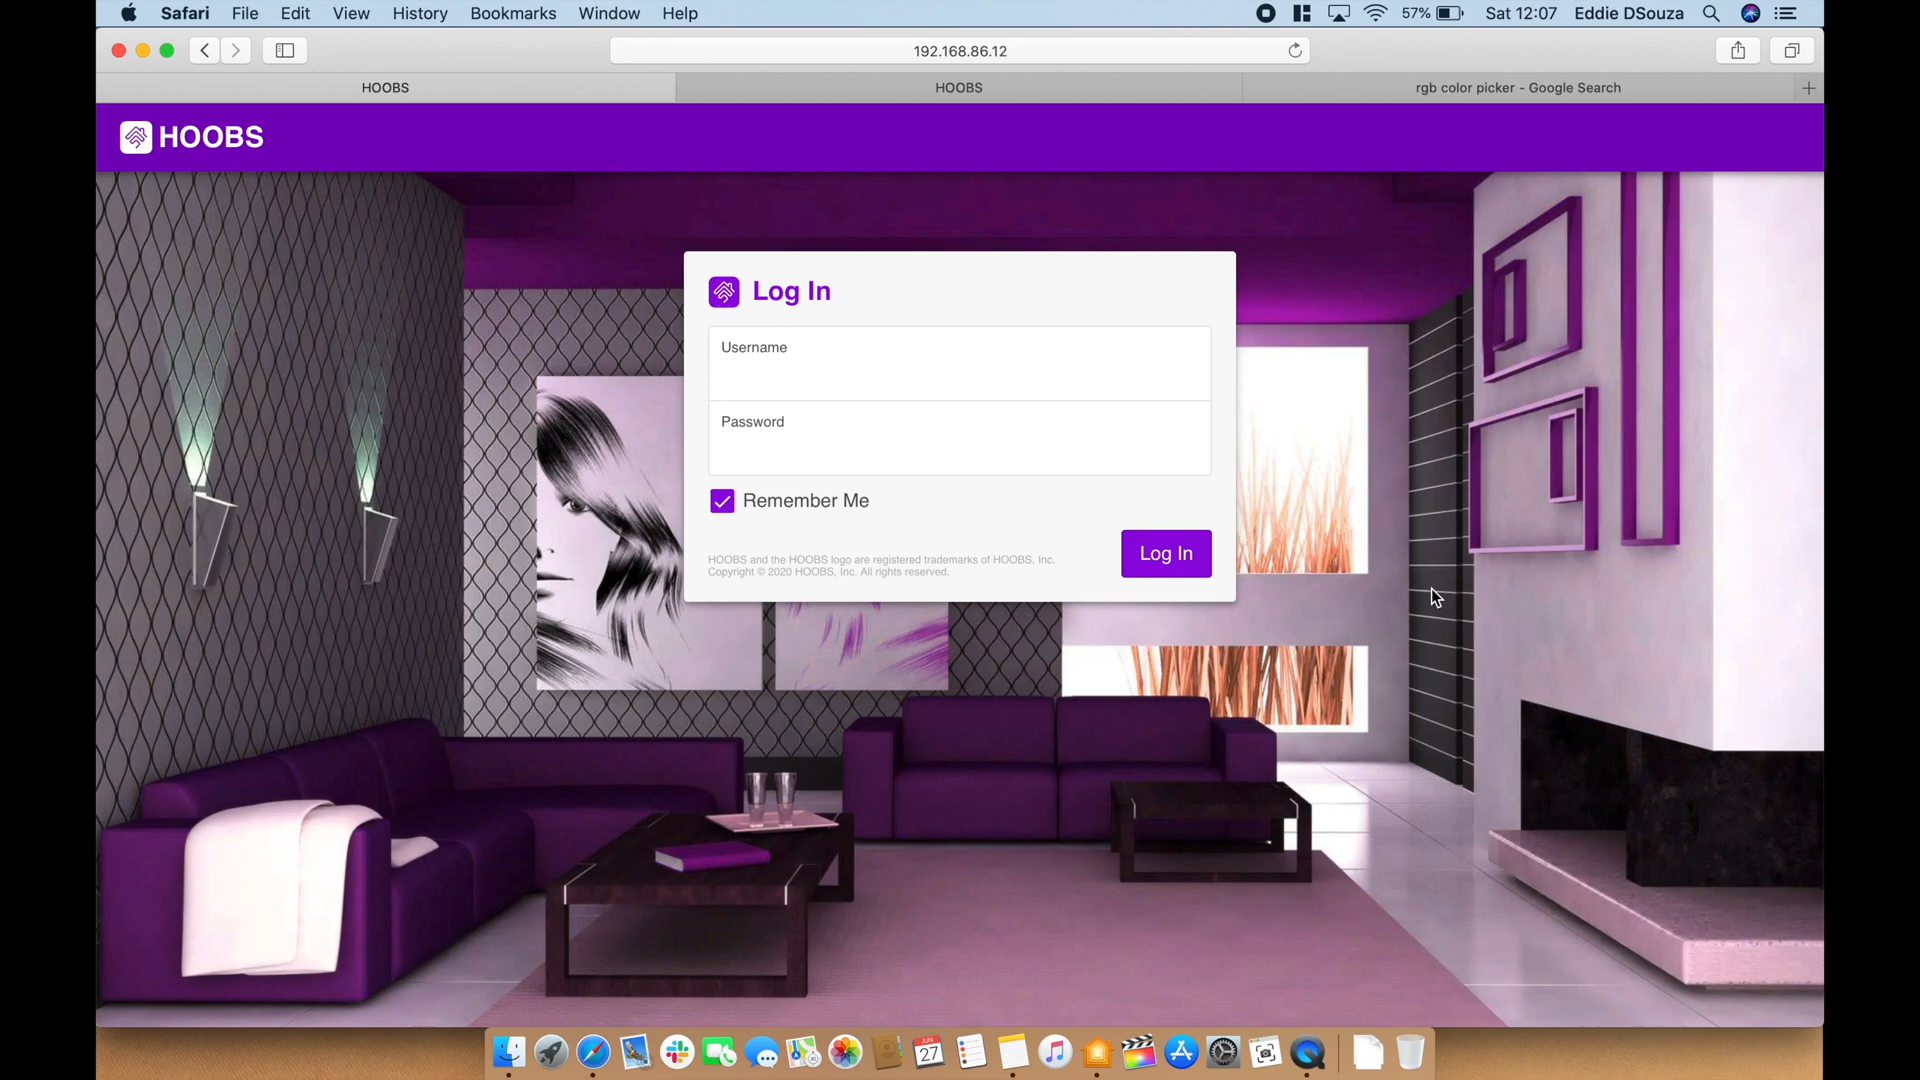 Safari File Edit View History Bookmarks Window Help 57% Sat 12:07 Eddie DSouza
192.168.86.12
HOOBS HOOBS rgb color picker - Google Search
HOOBS
Log In
Username
Password
Remember Me
Log In
HOOBS and the HOOBS logo are registered trademarks of HOOBS, Inc.
Copyright © 2020 HOOBS, Inc. All rights reserved.
JUN
27